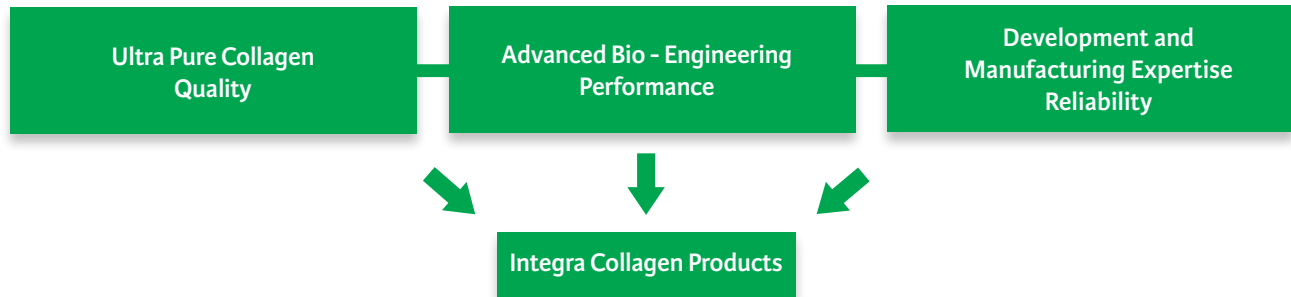 Ultra Pure Collagen
Quality
Advanced Bio - Engineering
Performance
Development and
Manufacturing Expertise
Reliability
Integra Collagen Products